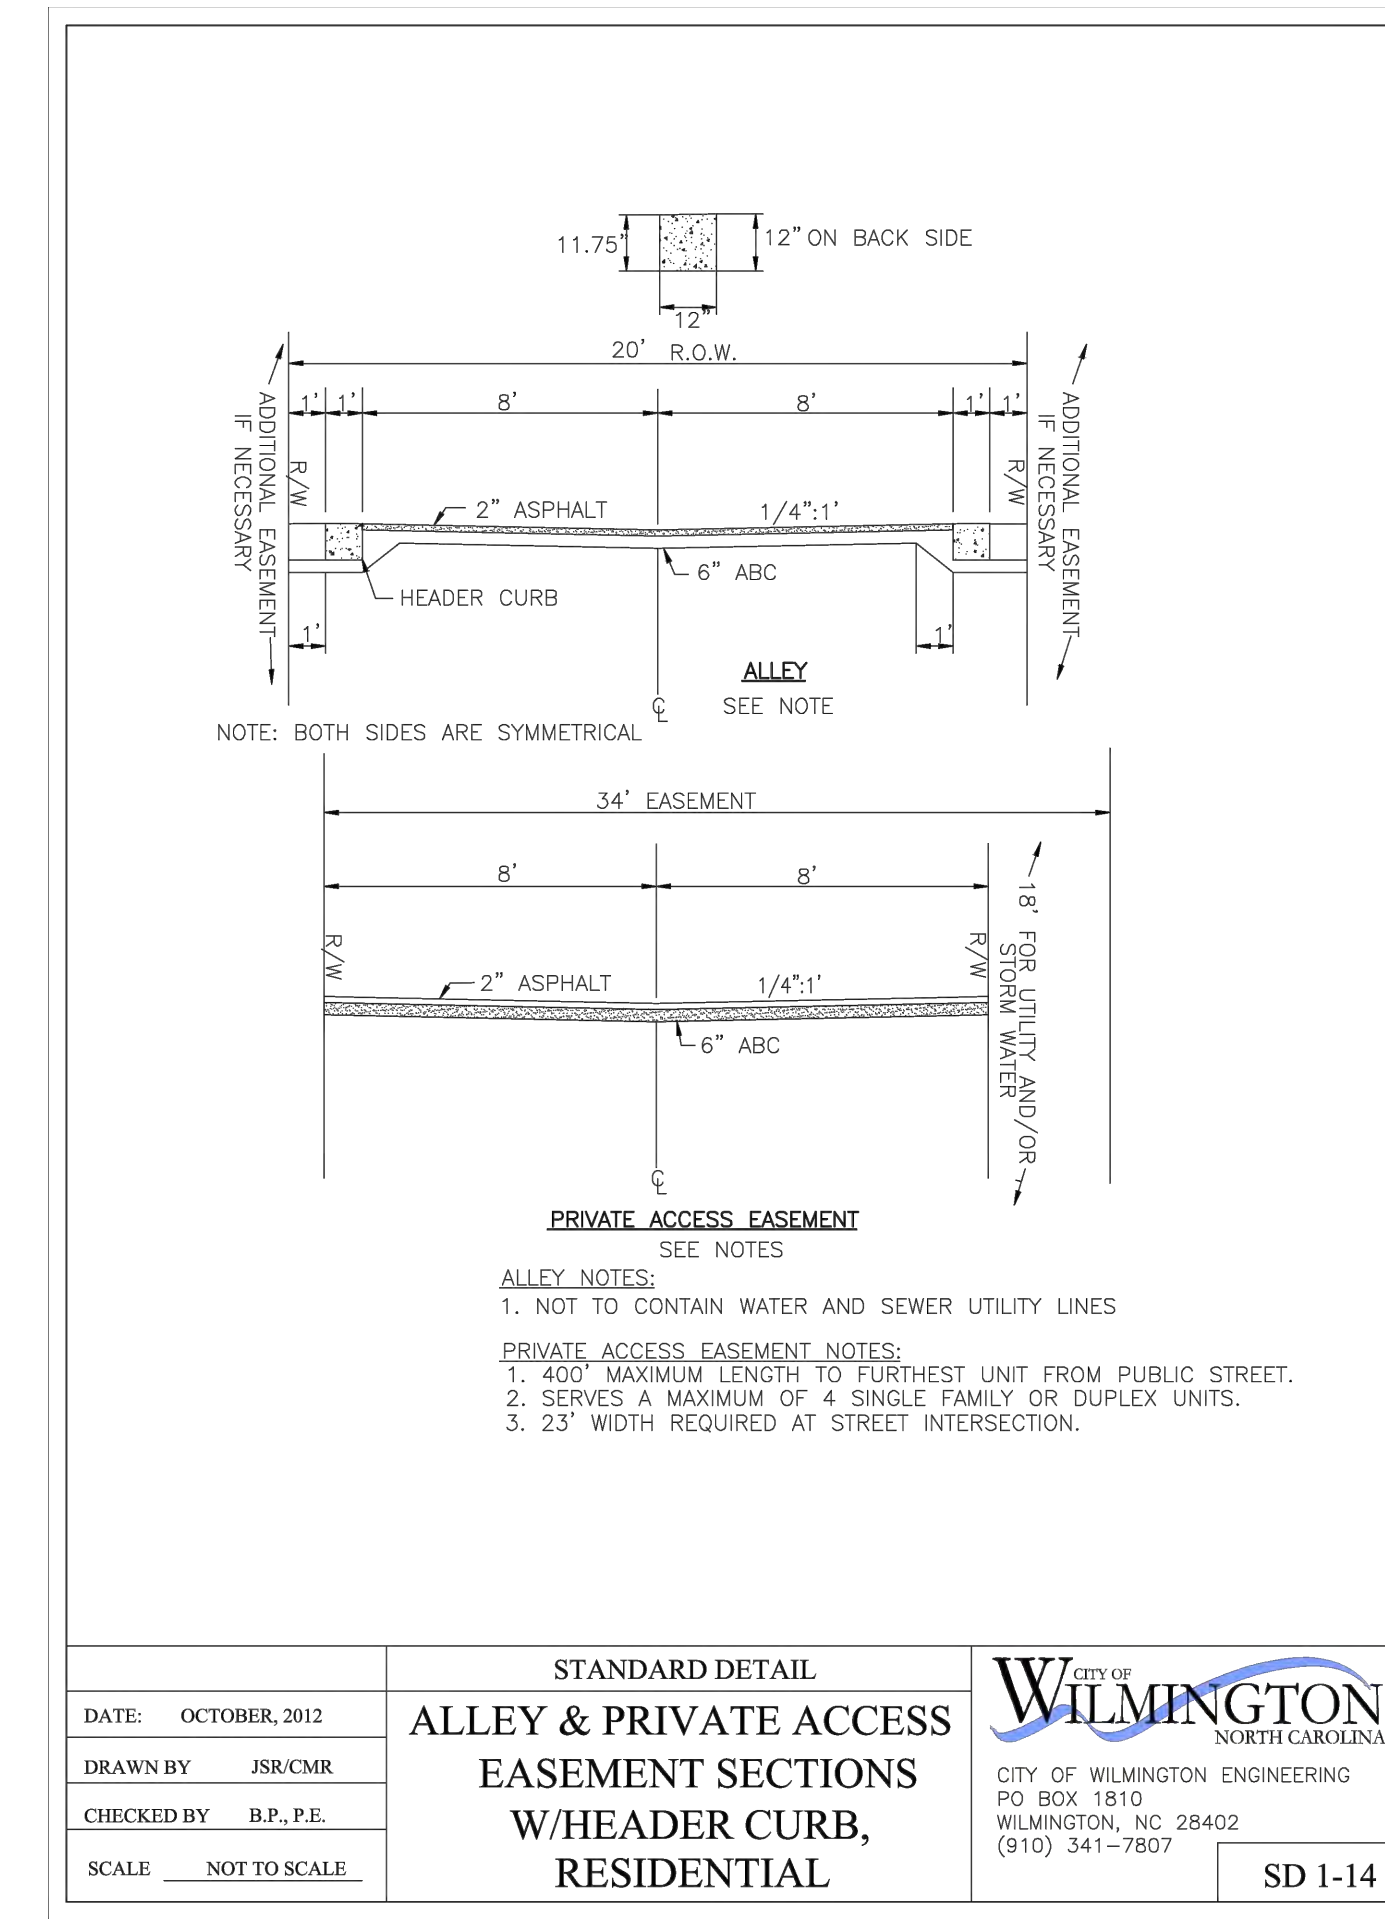 11.75"
12" ON BACK SIDE
12"
20' R.O.W.
1' 1' 8' 8' 1' 1'
ADDITIONAL EASEMENT
IF NECESSARY
R/W
R/W
ADDITIONAL EASEMENT
IF NECESSARY
2" ASPHALT
1/4":1'
6" ABC
HEADER CURB
1'
1'
ALLEY
SEE NOTE
℄
NOTE: BOTH SIDES ARE SYMMETRICAL
34' EASEMENT
8' 8'
R/W
R/W
18' FOR UTILITY AND/OR
STORM WATER
2" ASPHALT
1/4":1'
6" ABC
℄
PRIVATE ACCESS EASEMENT
SEE NOTES
ALLEY NOTES:
1. NOT TO CONTAIN WATER AND SEWER UTILITY LINES
PRIVATE ACCESS EASEMENT NOTES:
1. 400' MAXIMUM LENGTH TO FURTHEST UNIT FROM PUBLIC STREET.
2. SERVES A MAXIMUM OF 4 SINGLE FAMILY OR DUPLEX UNITS.
3. 23' WIDTH REQUIRED AT STREET INTERSECTION.
DATE: OCTOBER, 2012
DRAWN BY JSR/CMR
CHECKED BY B.P., P.E.
SCALE NOT TO SCALE
STANDARD DETAIL
ALLEY & PRIVATE ACCESS
EASEMENT SECTIONS
W/HEADER CURB,
RESIDENTIAL
CITY OF
WILMINGTON
NORTH CAROLINA
CITY OF WILMINGTON ENGINEERING
PO BOX 1810
WILMINGTON, NC 28402
(910) 341-7807
SD 1-14